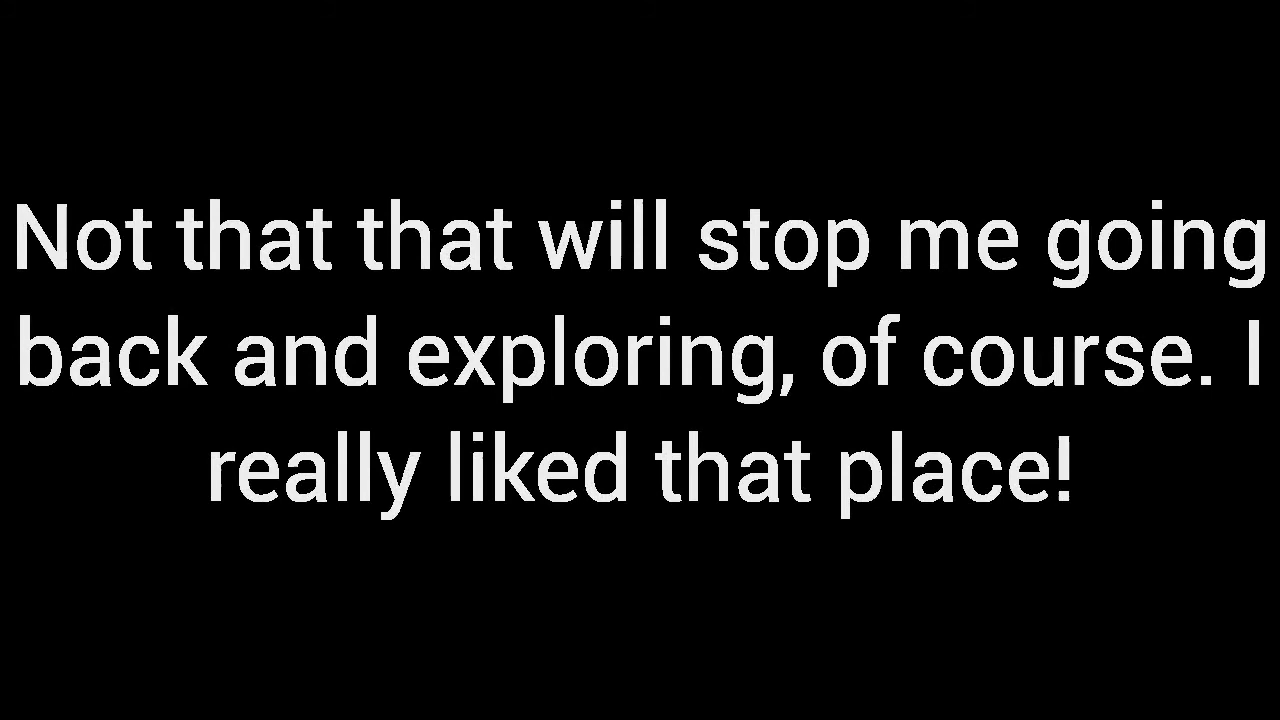 Not that that will stop me going
back and exploring, of course. I
really liked that place!